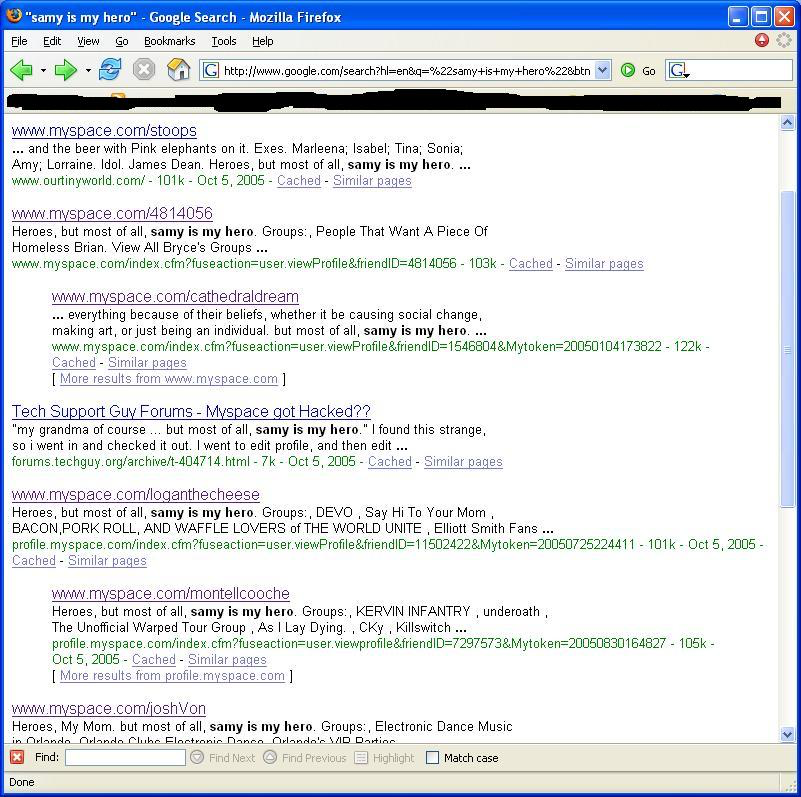 "samy is my hero" - Google Search - Mozilla Firefox
File Edit View Go Bookmarks Tools Help
G http://www.google.com/search?hl=en&q=%22samy+is+my+hero%22&btn Go G
www.myspace.com/stoops
... and the beer with Pink elephants on it. Exes. Marleena; Isabel; Tina; Sonia;
Amy; Lorraine. Idol. James Dean. Heroes, but most of all, samy is my hero. ...
www.ourtinyworld.com/ - 101k - Oct 5, 2005 - Cached - Similar pages
www.myspace.com/4814056
Heroes, but most of all, samy is my hero. Groups:, People That Want A Piece Of
Homeless Brian. View All Bryce's Groups ...
www.myspace.com/index.cfm?fuseaction=user.viewProfile&friendID=4814056 - 103k - Cached - Similar pages
www.myspace.com/cathedraldream
... everything because of their beliefs, whether it be causing social change,
making art, or just being an individual. but most of all, samy is my hero. ...
www.myspace.com/index.cfm?fuseaction=user.viewProfile&friendID=1546804&Mytoken=20050104173822 - 122k -
Cached - Similar pages
[ More results from www.myspace.com ]
Tech Support Guy Forums - Myspace got Hacked??
"my grandma of course ... but most of all, samy is my hero." I found this strange,
so i went in and checked it out. I went to edit profile, and then edit ...
forums.techguy.org/archive/t-404714.html - 7k - Oct 5, 2005 - Cached - Similar pages
www.myspace.com/loganthecheese
Heroes, but most of all, samy is my hero. Groups:, DEVO , Say Hi To Your Mom ,
BACON,PORK ROLL, AND WAFFLE LOVERS of THE WORLD UNITE , Elliott Smith Fans ...
profile.myspace.com/index.cfm?fuseaction=user.viewProfile&friendID=11502422&Mytoken=20050725224411 - 101k - Oct 5, 2005 -
Cached - Similar pages
www.myspace.com/montellcooche
Heroes, but most of all, samy is my hero. Groups:, KERVIN INFANTRY , underoath ,
The Unofficial Warped Tour Group , As I Lay Dying. , CKy , Killswitch ...
profile.myspace.com/index.cfm?fuseaction=user.viewprofile&friendID=7297573&Mytoken=20050830164827 - 105k -
Oct 5, 2005 - Cached - Similar pages
[ More results from profile.myspace.com ]
www.myspace.com/joshVon
Heroes, My Mom. but most of all, samy is my hero. Groups:, Electronic Dance Music
in Orlando, Orlando Clubs Electronic Dance, Orlando's VIP Parties
Find: Find Next Find Previous Highlight Match case
Done